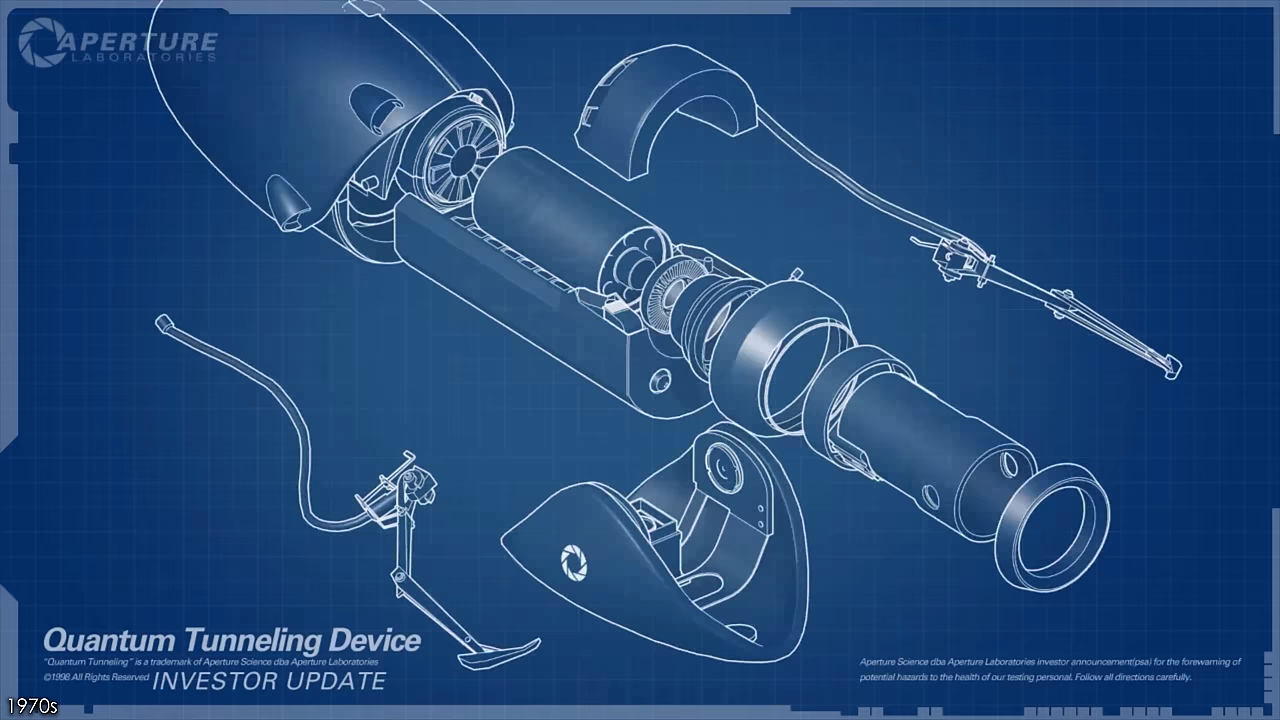 APERTURE
LABORATORIES
Quantum Tunneling Device
"Quantum Tunneling" is a trademark of Aperture Science dba Aperture Laboratories
©1998 All Rights Reserved INVESTOR UPDATE
Aperture Science dba Aperture Laboratories investor announcement(psa) for the forewarning of
potential hazards to the health of our testing personal. Follow all directions carefully.
1970s